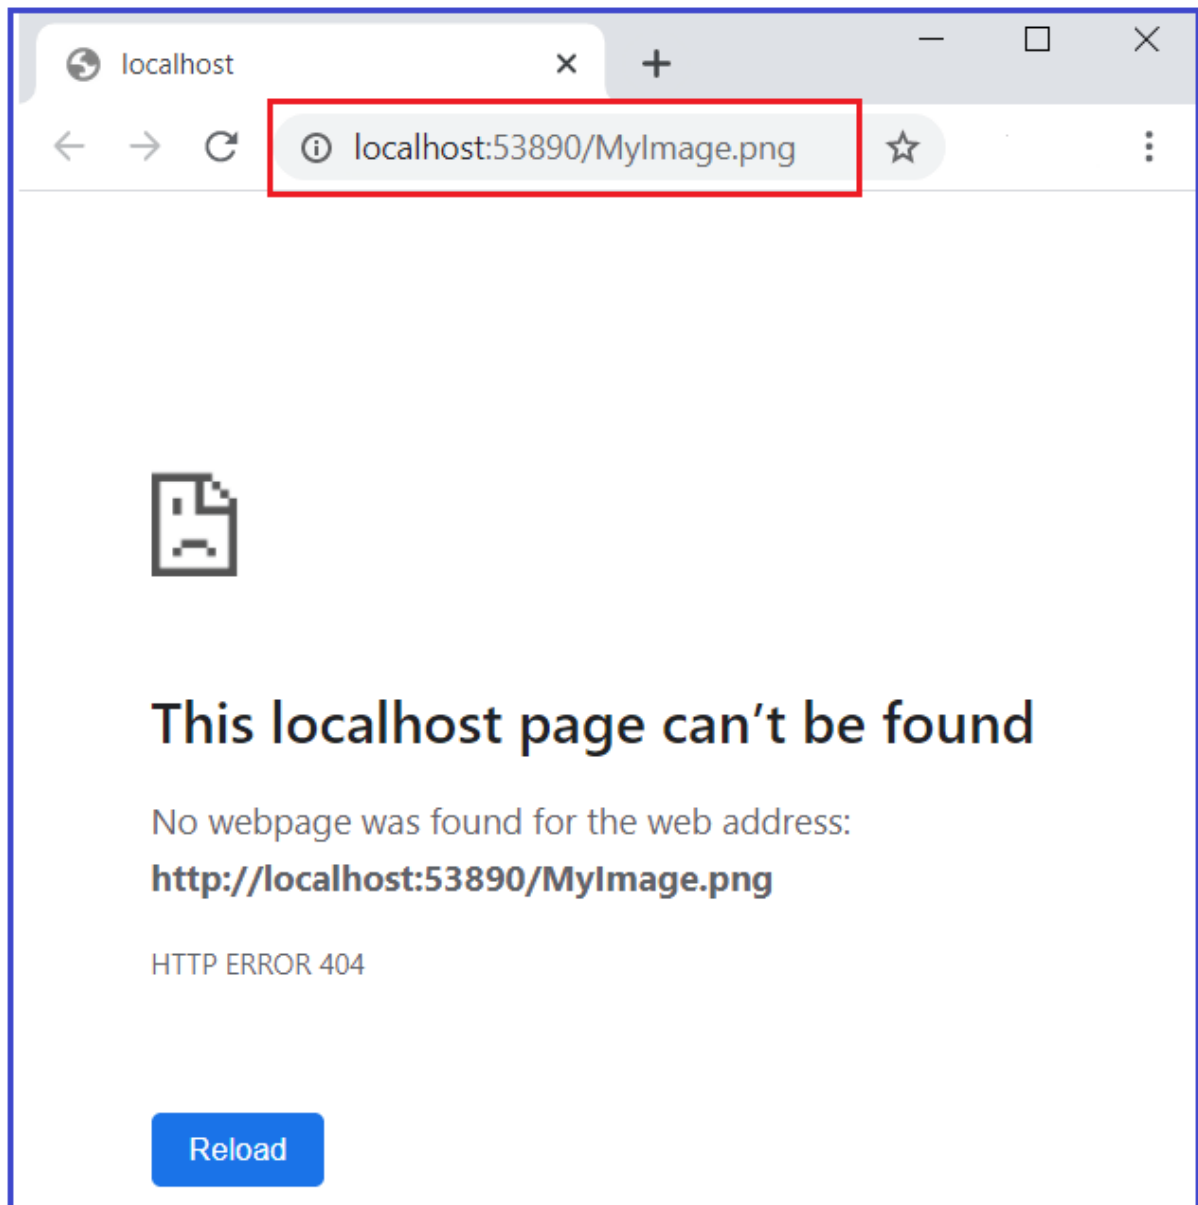 localhost
localhost:53890/MyImage.png
This localhost page can’t be found
No webpage was found for the web address:
http://localhost:53890/MyImage.png
HTTP ERROR 404
Reload